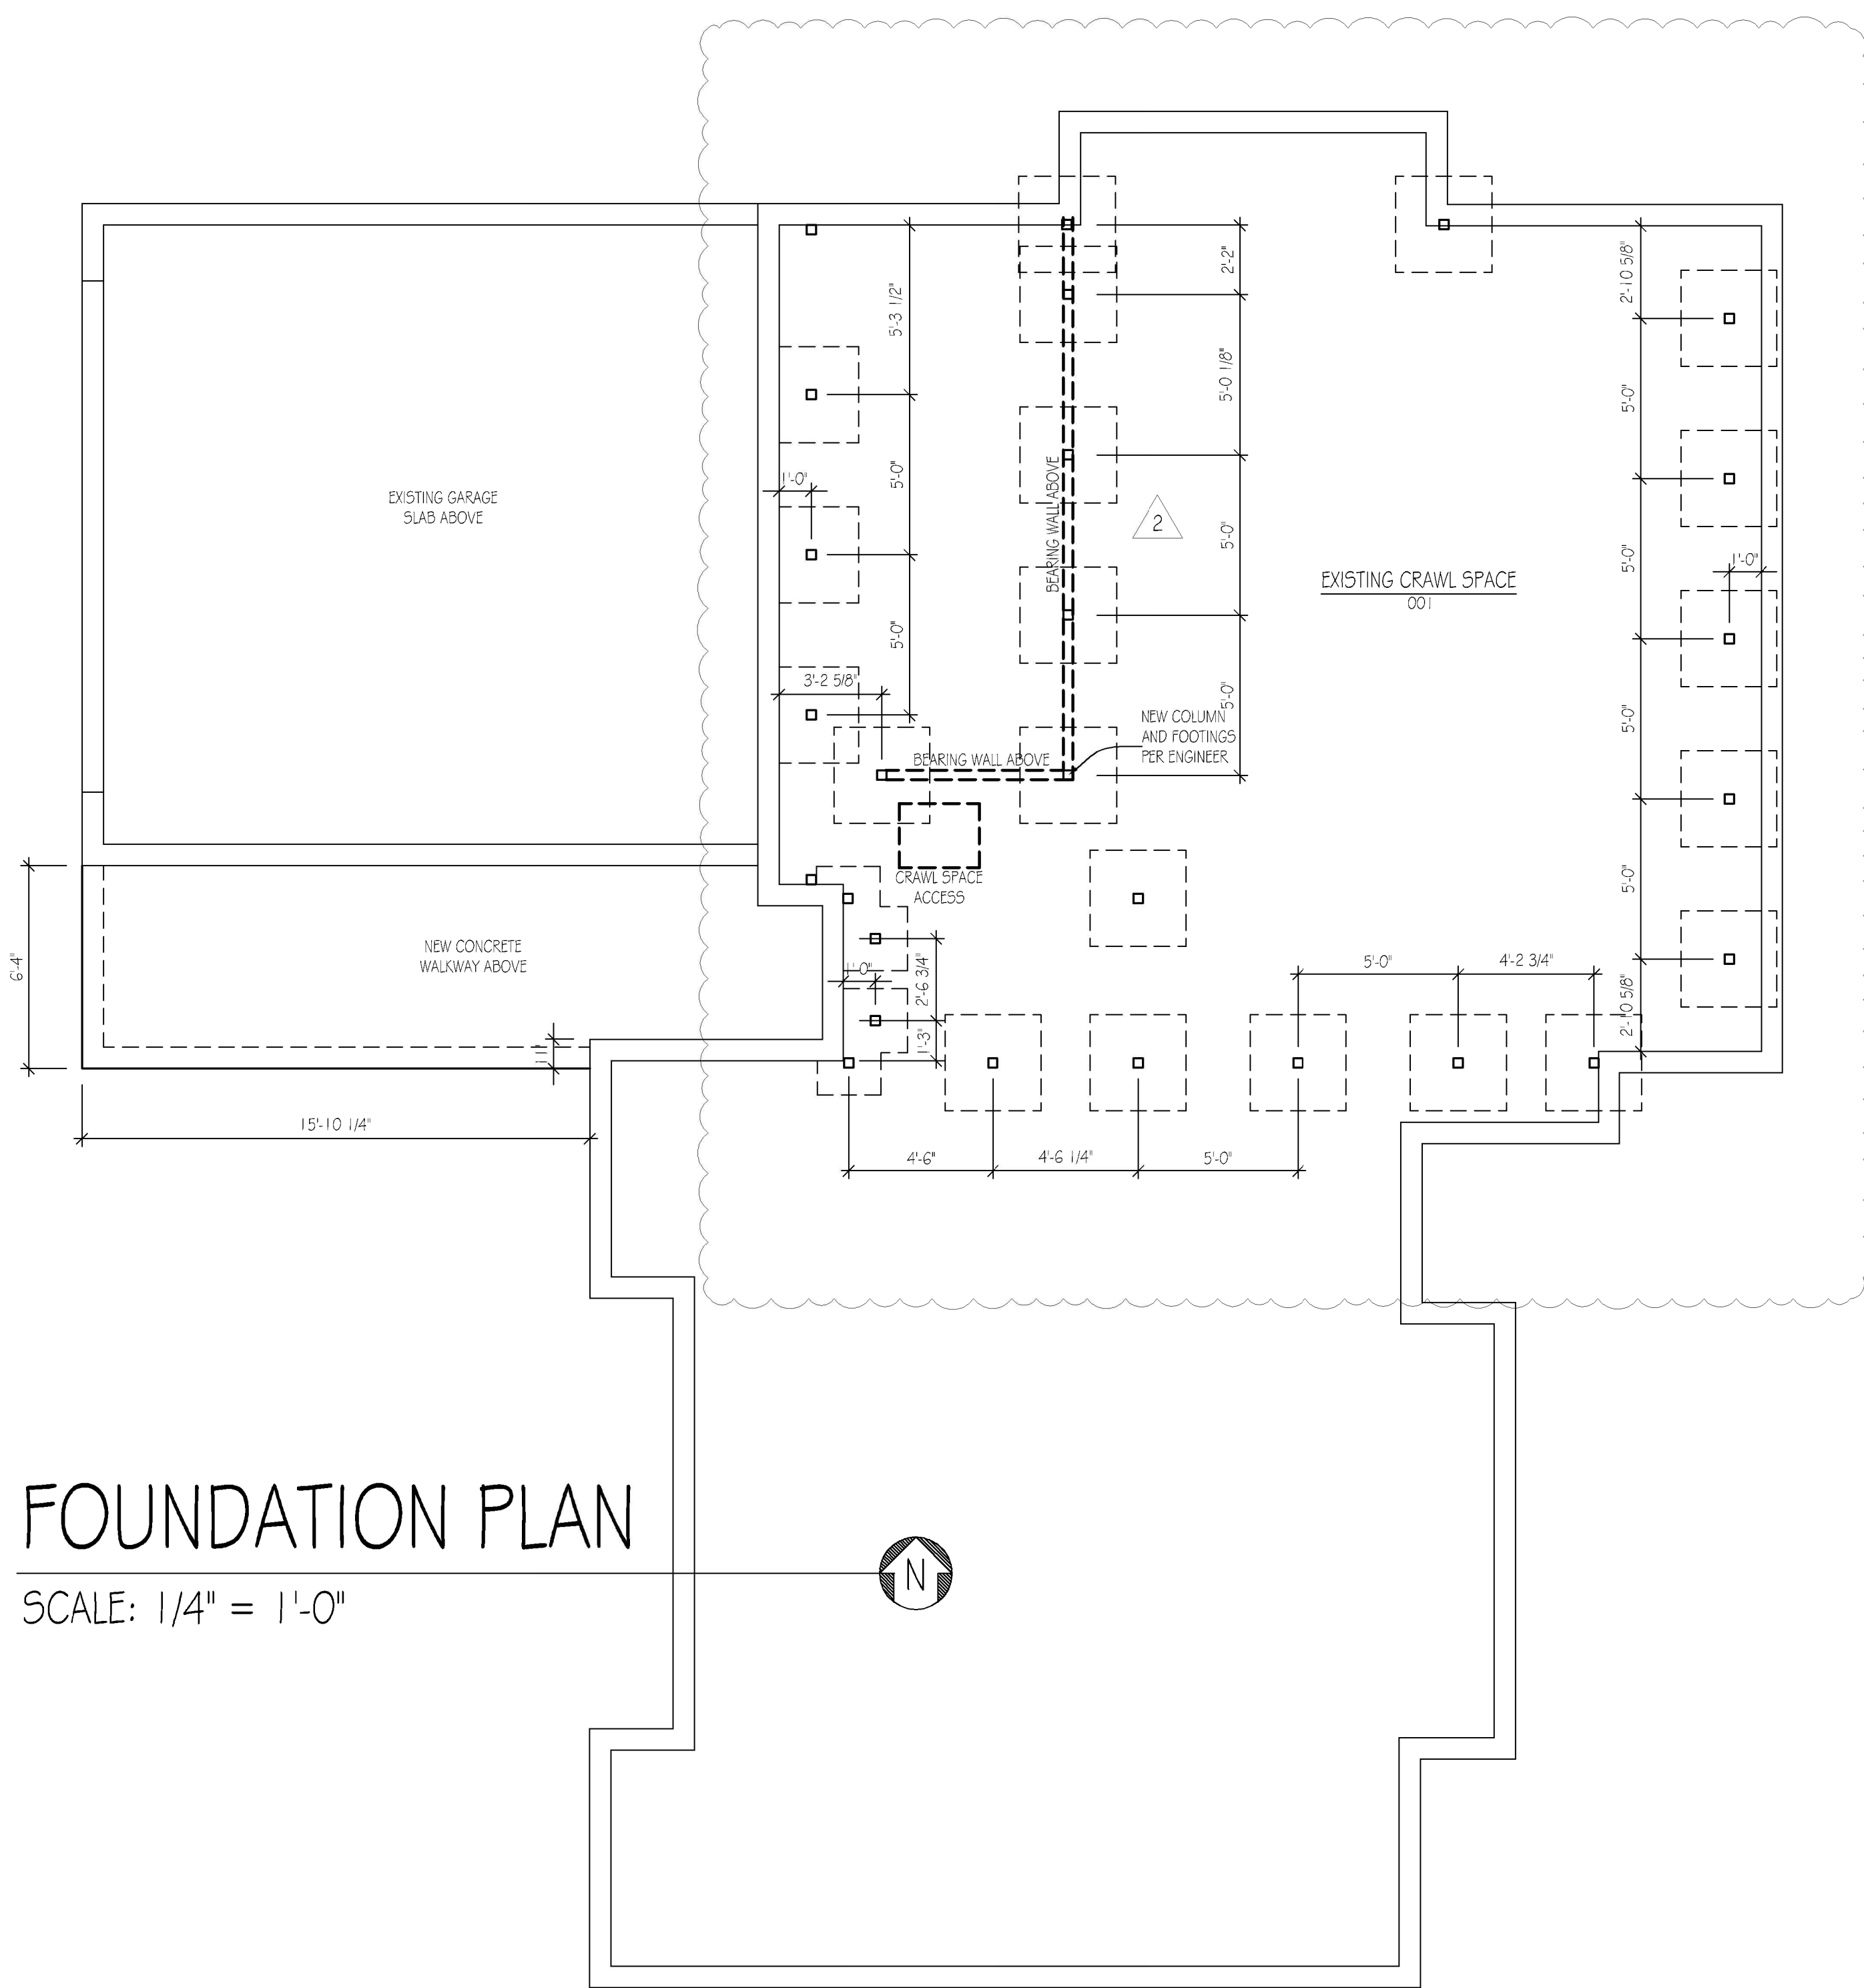 2'-2"
2'-10 5/8"
5'-3 1/2"
5'-0 1/8"
5'-0"
1'-0"
5'-0"
BEARING WALL ABOVE
EXISTING GARAGE
SLAB ABOVE
2
5'-0"
5'-0"
1'-0"
EXISTING CRAWL SPACE
001
5'-0"
3'-2 5/8"
5'-0"
5'-0"
NEW COLUMN
AND FOOTINGS
PER ENGINEER
BEARING WALL ABOVE
CRAWL SPACE
ACCESS
5'-0"
NEW CONCRETE
WALKWAY ABOVE
6'-4"
1'-0"
2'-6 3/4"
5'-0"
4'-2 3/4"
2'-10 5/8"
1'-3"
11"
15'-10 1/4"
4'-6"
4'-6 1/4"
5'-0"
FOUNDATION PLAN
N
SCALE: 1/4" = 1'-0"